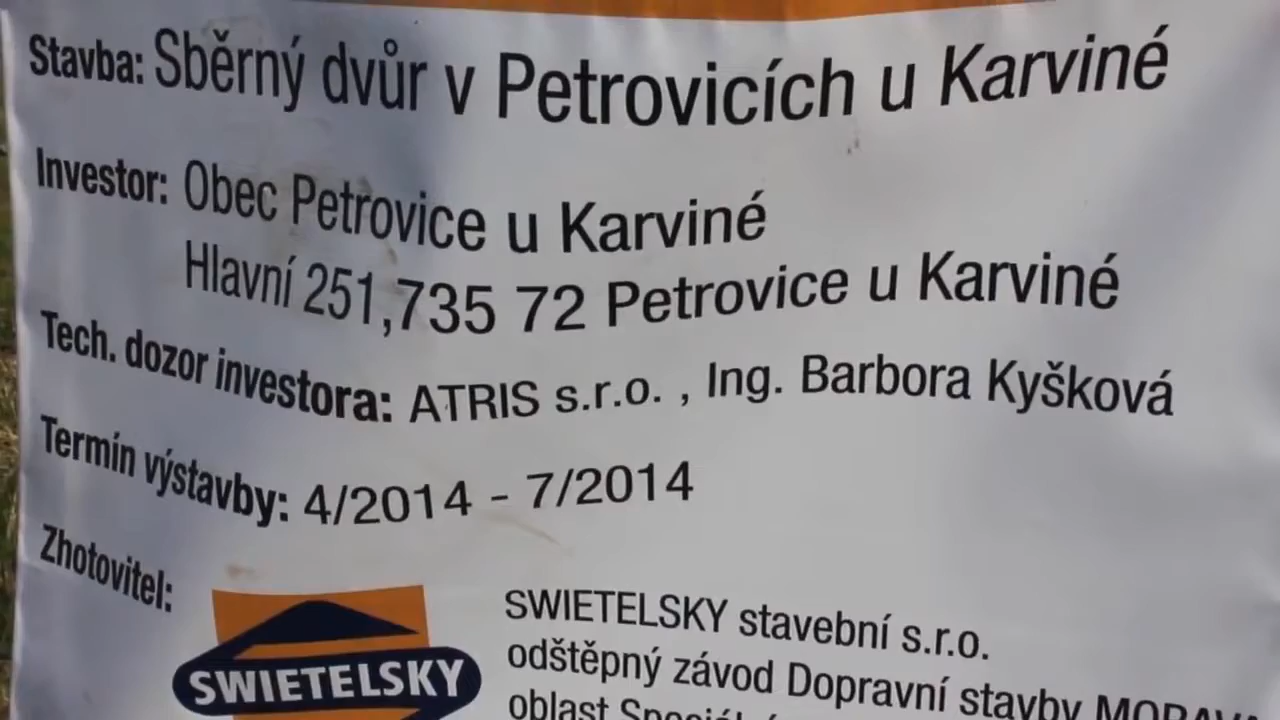 Stavba: Sběrný dvůr v Petrovicích u Karviné
Investor: Obec Petrovice u Karviné
Hlavní 251,735 72 Petrovice u Karviné
Tech. dozor investora: ATRIS s.r.o. , Ing. Barbora Kyšková
Termín výstavby: 4/2014 - 7/2014
Zhotovitel:
SWIETELSKY
SWIETELSKY stavební s.r.o.
odštěpný závod Dopravní stavby
oblast